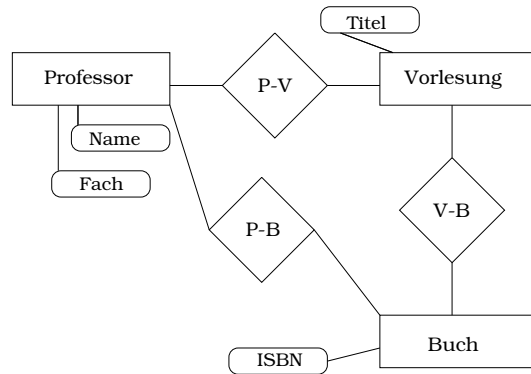 Titel
Professor
P-V
Vorlesung
Name
Fach
P-B
V-B
Buch
ISBN